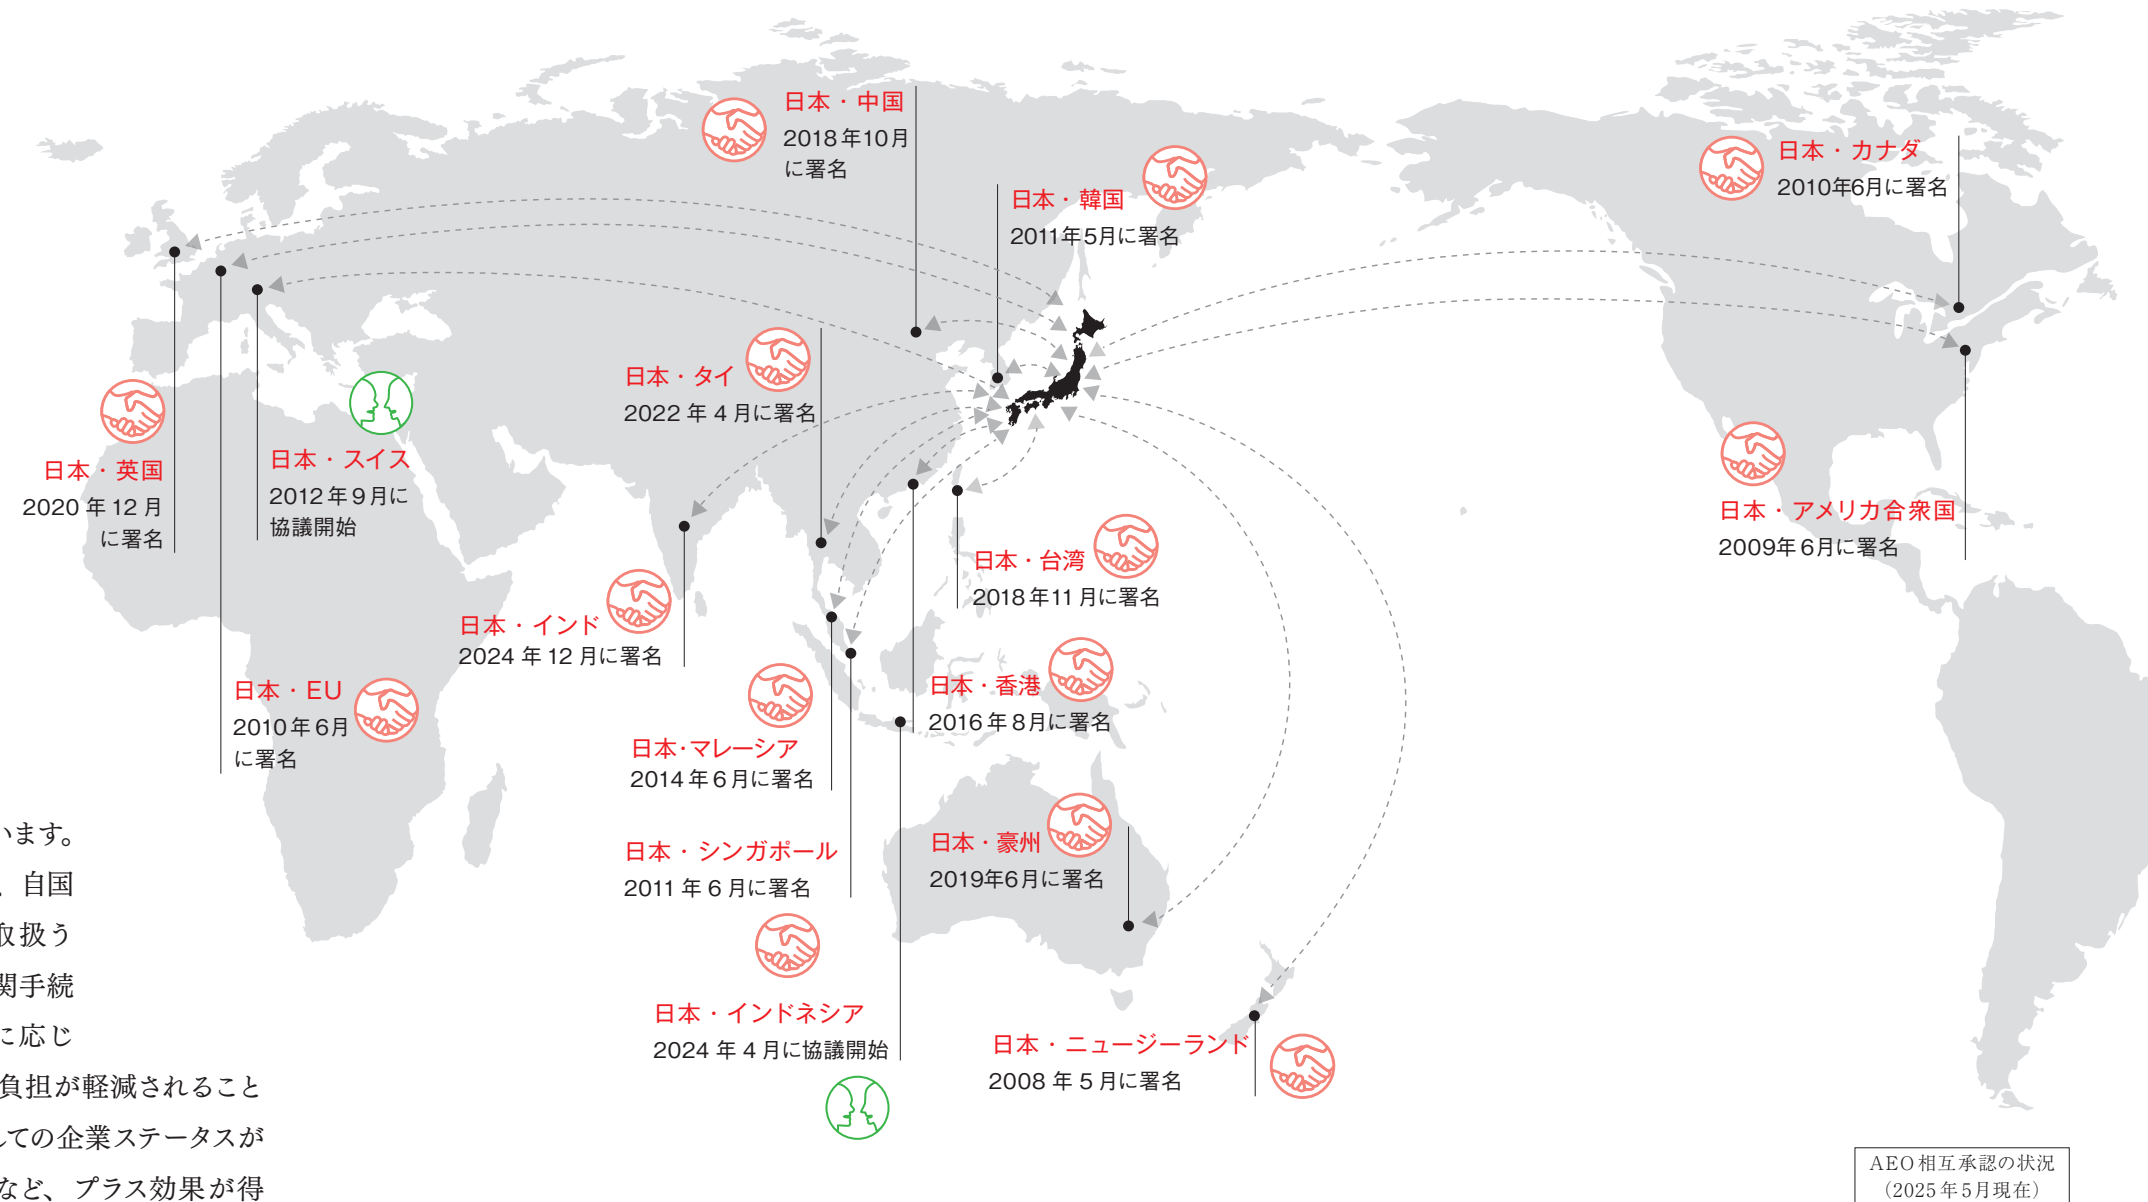 日本・中国
2018年10月
に署名
日本・韓国
2011年5月に署名
日本・カナダ
2010年6月に署名
日本・タイ
2022年4月に署名
日本・英国
2020年12月
に署名
日本・スイス
2012年9月に
協議開始
日本・アメリカ合衆国
2009年6月に署名
日本・台湾
2018年11月に署名
日本・インド
2024年12月に署名
日本・EU
2010年6月
に署名
日本・香港
2016年8月に署名
日本・マレーシア
2014年6月に署名
日本・シンガポール
2011年6月に署名
日本・豪州
2019年6月に署名
日本・インドネシア
2024年4月に協議開始
日本・ニュージーランド
2008年5月に署名
います。
、自国
取扱う
関手続
に応じ
負担が軽減されること
しての企業ステータスが
など、プラス効果が得
AEO相互承認の状況
（2025年5月現在）